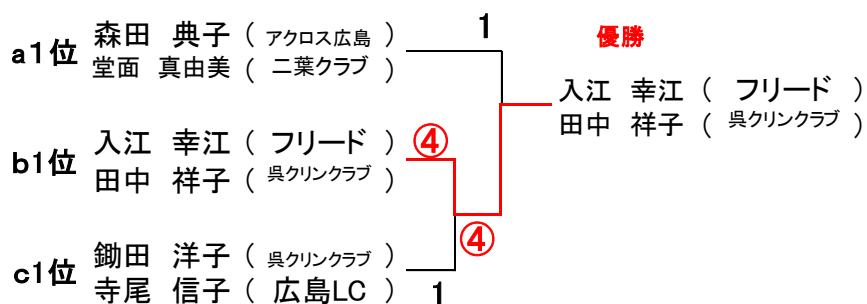 a1位 森田 典子 ( アクロス広島 ) 1
堂面 真由美 ( 二葉クラブ )
優勝
入江 幸江 ( フリード )
田中 祥子 ( 呉クリンクラブ )
b1位 入江 幸江 ( フリード ) ④
田中 祥子 ( 呉クリンクラブ )
④
c1位 鋤田 洋子 ( 呉クリンクラブ )
寺尾 信子 ( 広島LC ) 1